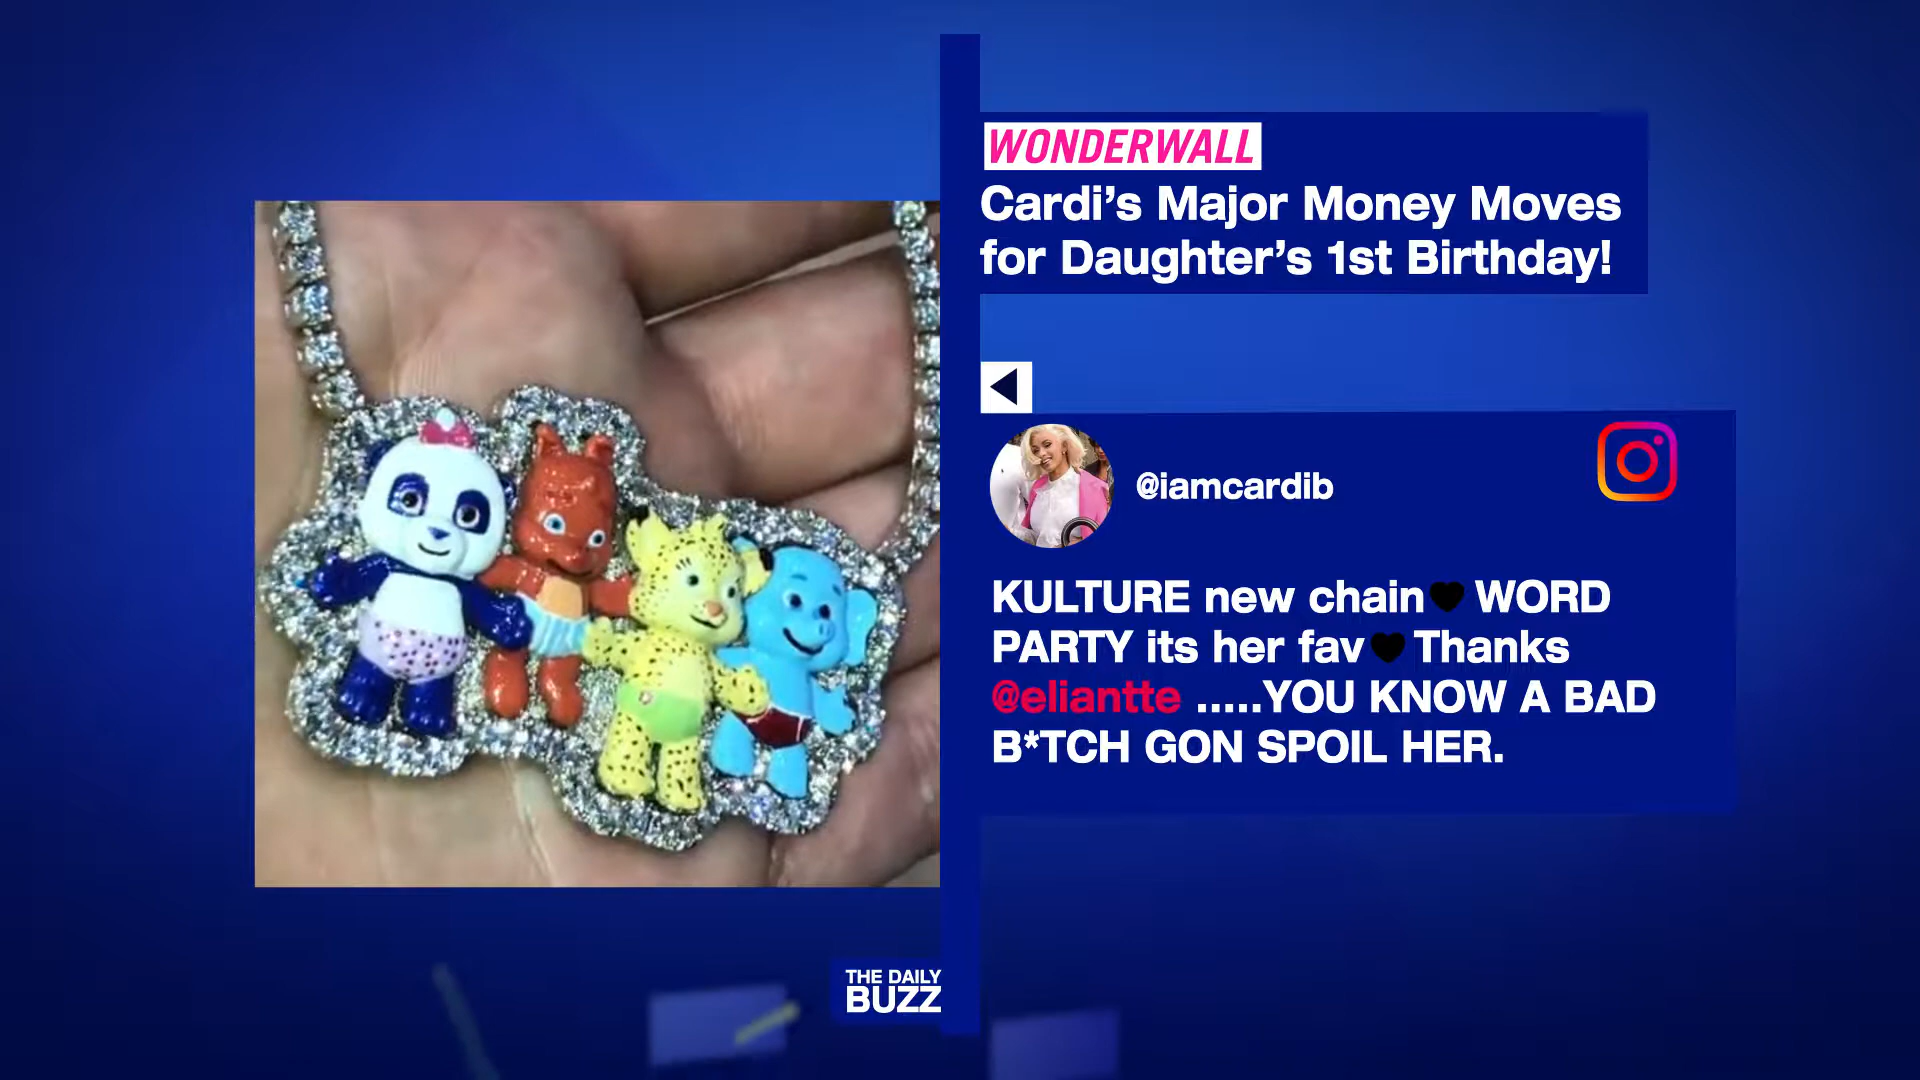 WONDERWALL
Cardi’s Major Money Moves
for Daughter’s 1st Birthday!
@iamcardib
KULTURE new chain🖤 WORD
PARTY its her fav🖤 Thanks
@eliantte .....YOU KNOW A BAD
B*TCH GON SPOIL HER.
THE DAILY
BUZZ